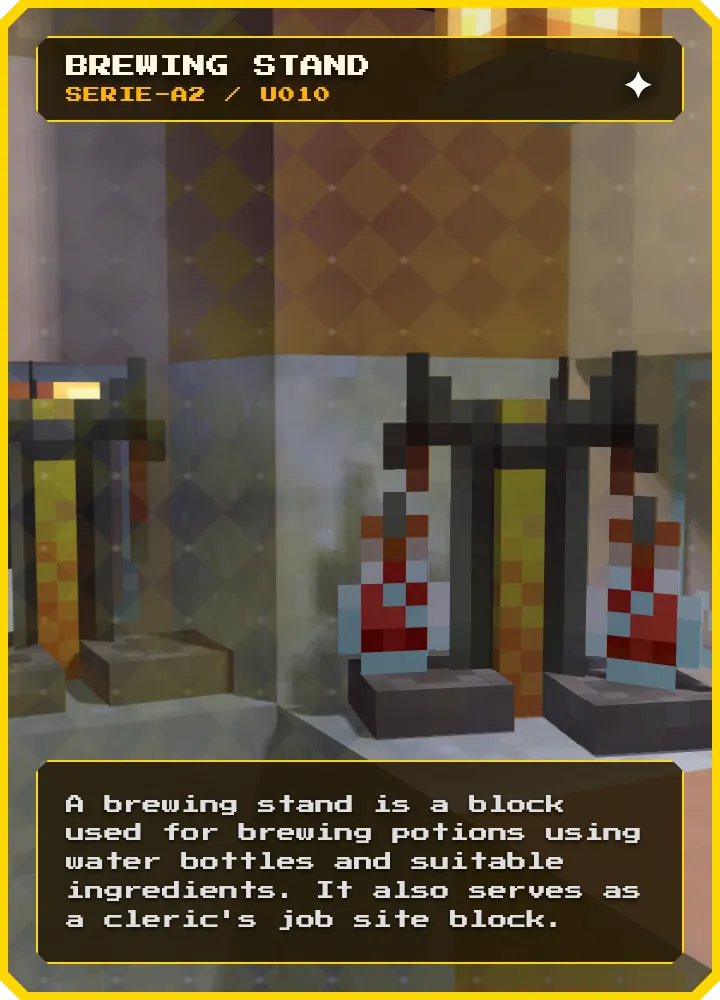 BREWING STAND
SERIE-A2 / U010
A brewing stand is a block
used for brewing potions using
water bottles and suitable
ingredients. It also serves as
a cleric's job site block.